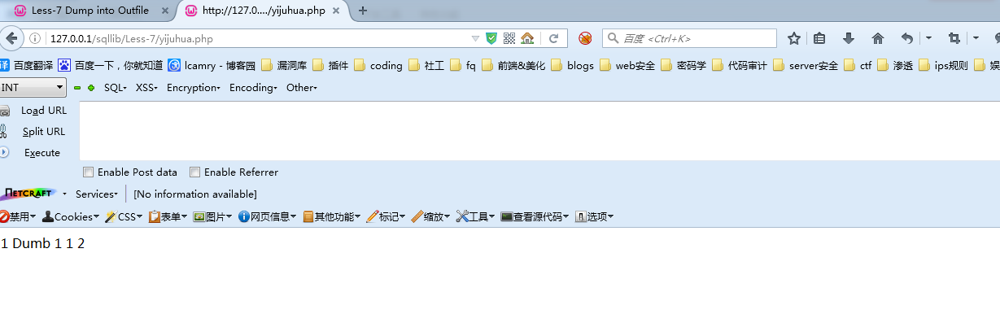 Less-7 Dump into Outfile
http://127.0..../yijuhua.php
127.0.0.1/sqllib/Less-7/yijuhua.php
百度 <Ctrl+K>
译 百度翻译 百度一下，你就知道 lcamry - 博客园 漏洞库 插件 coding 社工 fq 前端&美化 blogs web安全 密码学 代码审计 server安全 ctf 渗透 ips规则 娱
INT SQL XSS Encryption Encoding Other
Load URL
Split URL
Execute
Enable Post data Enable Referrer
NETCRAFT Services [No information available]
禁用 Cookies CSS 表单 图片 网页信息 其他功能 标记 缩放 工具 查看源代码 选项
1 Dumb 1 1 2